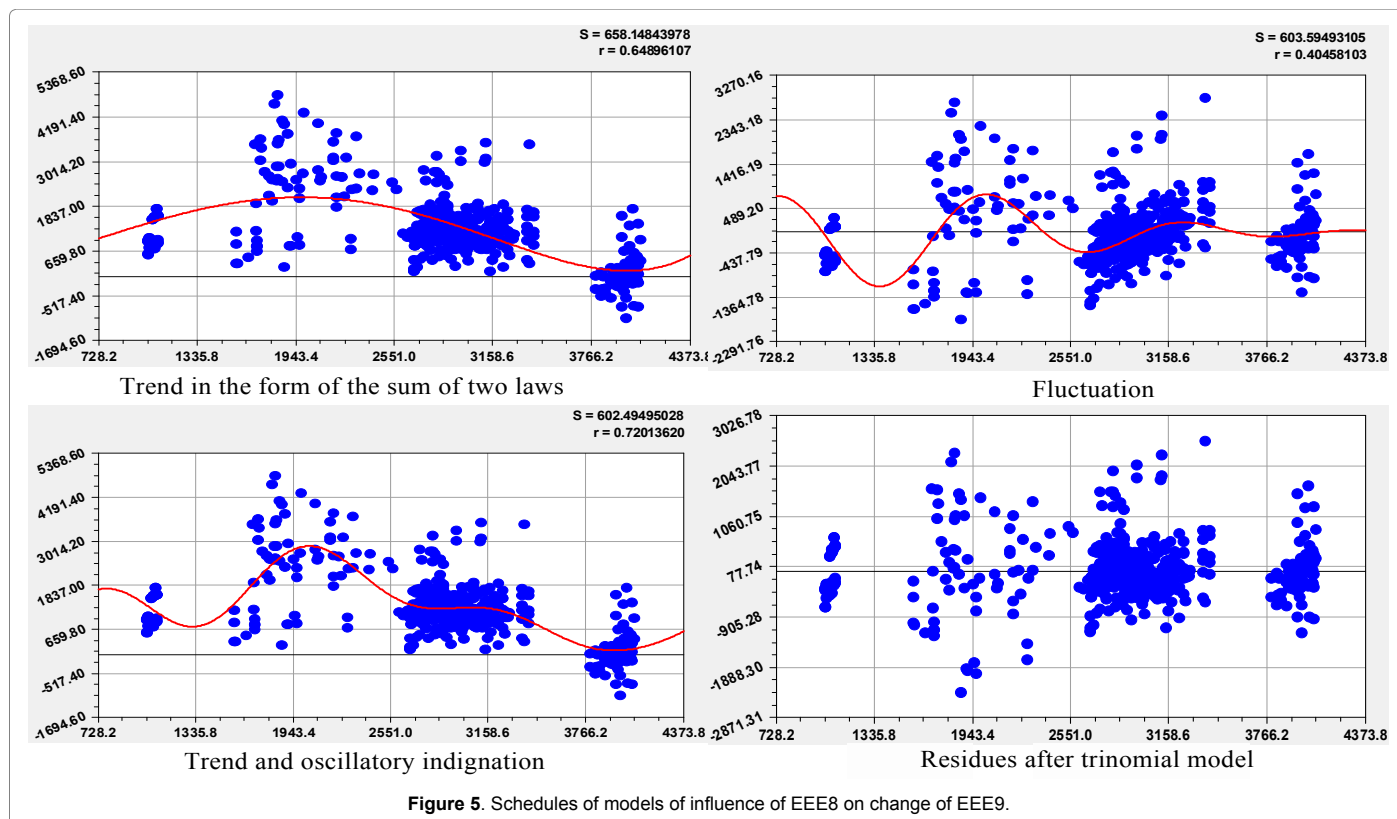 S = 658.14843978
r = 0.64896107
5368.60
4191.40
3014.20
1837.00
659.80
-517.40
-1694.60
728.2 1335.8 1943.4 2551.0 3158.6 3766.2 4373.8
Trend in the form of the sum of two laws
S = 603.59493105
r = 0.40458103
3270.16
2343.18
1416.19
489.20
-437.79
-1364.78
-2291.76
728.2 1335.8 1943.4 2551.0 3158.6 3766.2 4373.8
Fluctuation
S = 602.49495028
r = 0.72013620
5368.60
4191.40
3014.20
1837.00
659.80
-517.40
-1694.60
728.2 1335.8 1943.4 2551.0 3158.6 3766.2 4373.8
Trend and oscillatory indignation
3026.78
2043.77
1060.75
77.74
-905.28
-1888.30
-2871.31
728.2 1335.8 1943.4 2551.0 3158.6 3766.2 4373.8
Residues after trinomial model
Figure 5. Schedules of models of influence of EEE8 on change of EEE9.